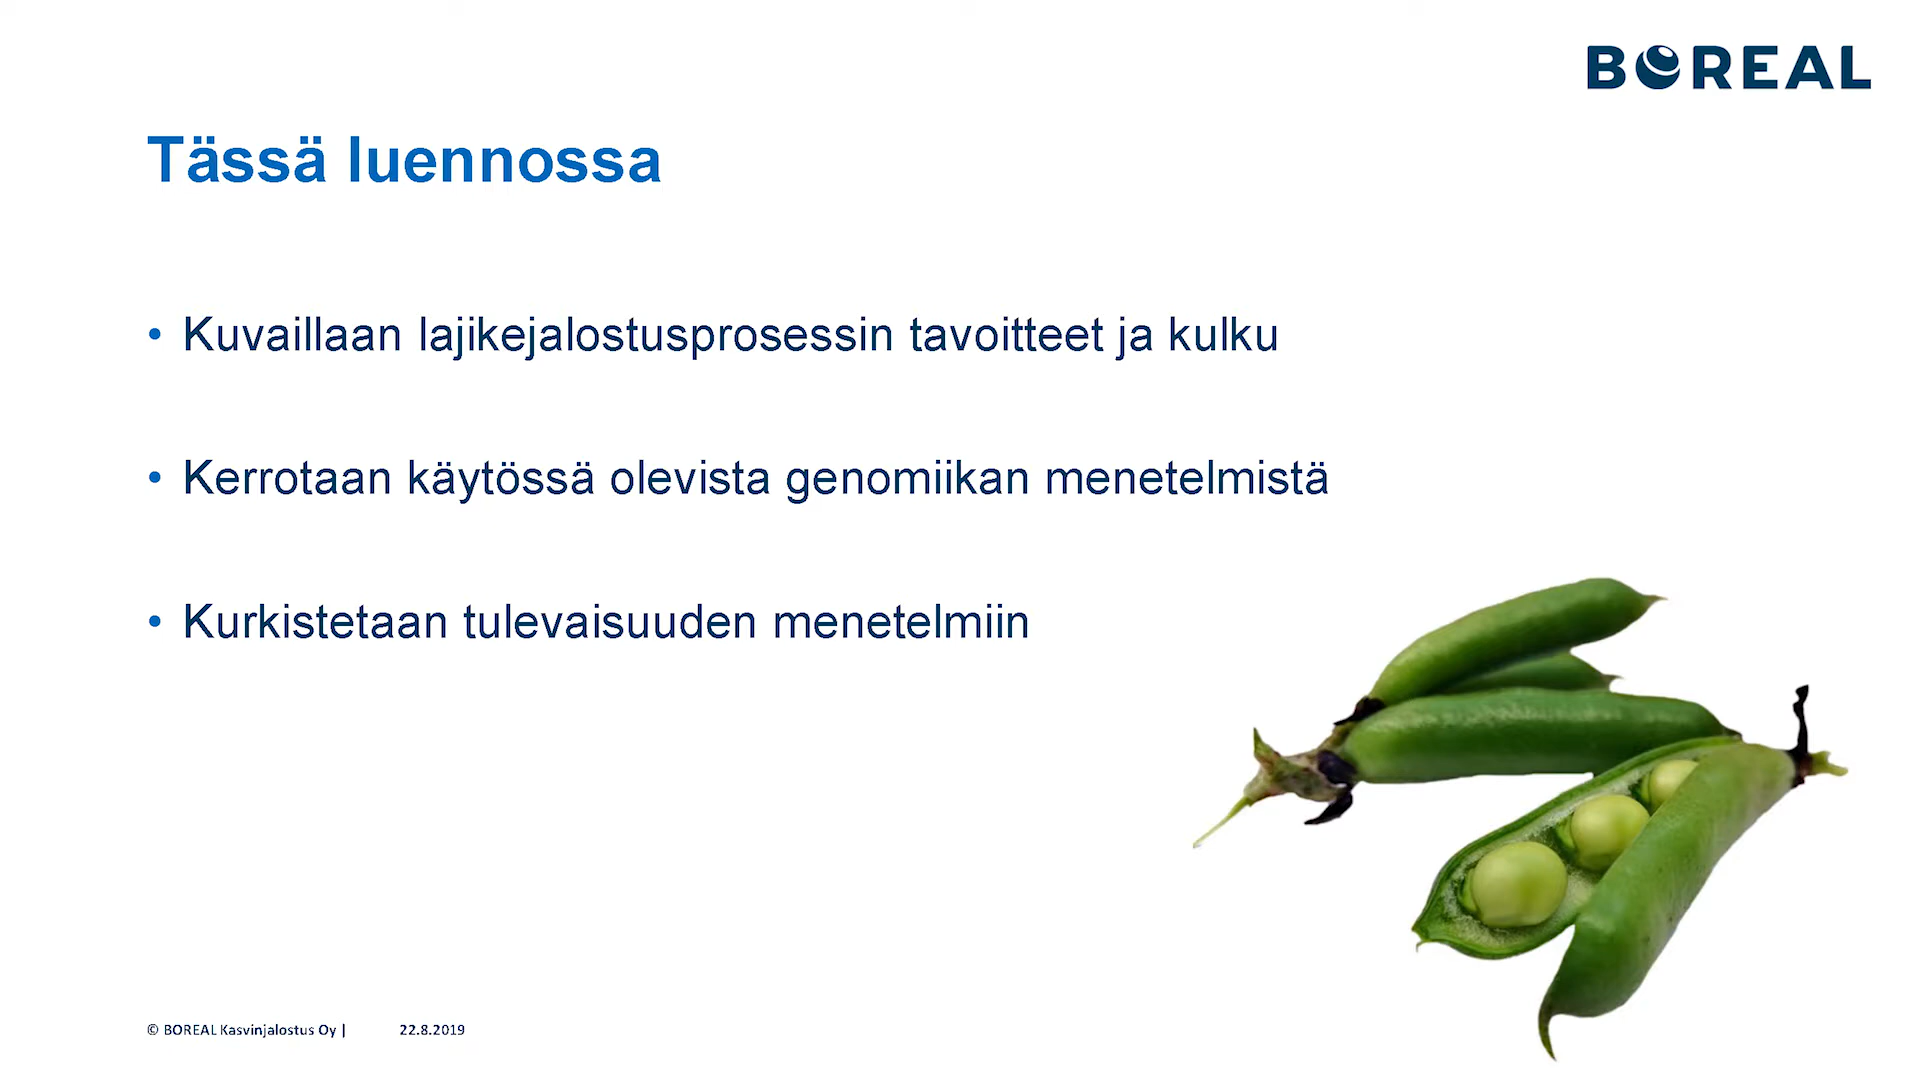 BOREAL
Tässä luennossa
• Kuvaillaan lajikejalostusprosessin tavoitteet ja kulku
• Kerrotaan käytössä olevista genomiikan menetelmistä
• Kurkistetaan tulevaisuuden menetelmiin
© BOREAL Kasvinjalostus Oy | 22.8.2019